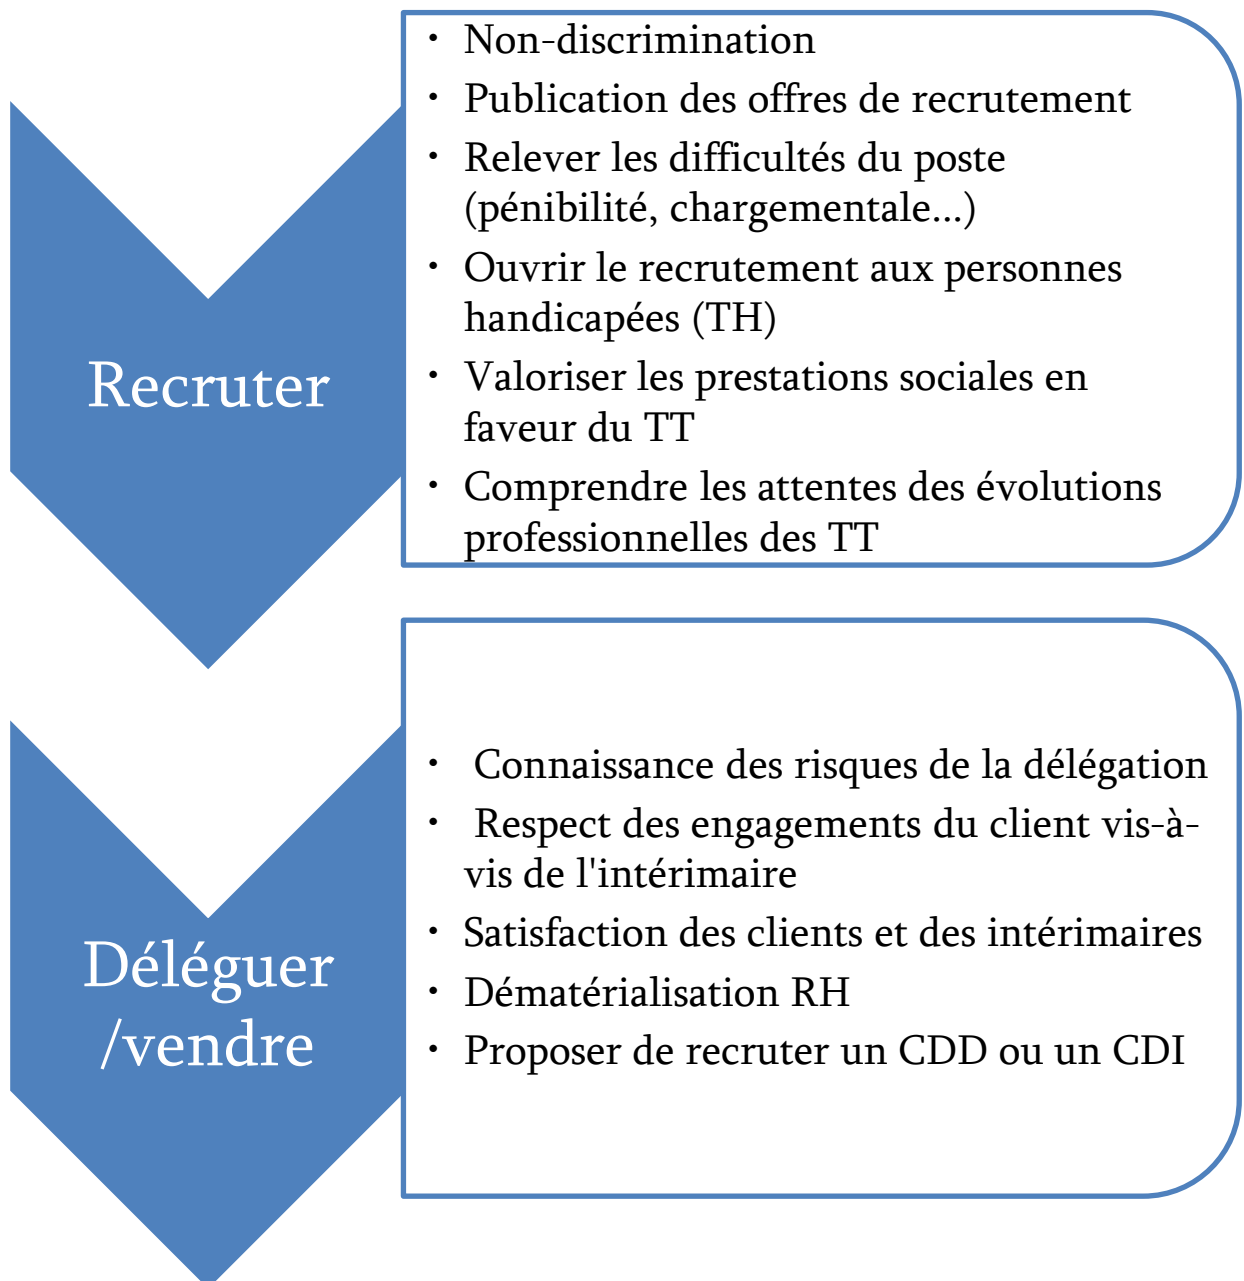 Recruter
· Non-discrimination
· Publication des offres de recrutement
· Relever les difficultés du poste
(pénibilité, chargementale...)
· Ouvrir le recrutement aux personnes
handicapées (TH)
· Valoriser les prestations sociales en
faveur du TT
· Comprendre les attentes des évolutions
professionnelles des TT
Déléguer
/vendre
· Connaissance des risques de la délégation
· Respect des engagements du client vis-à-
vis de l'intérimaire
· Satisfaction des clients et des intérimaires
· Dématérialisation RH
· Proposer de recruter un CDD ou un CDI